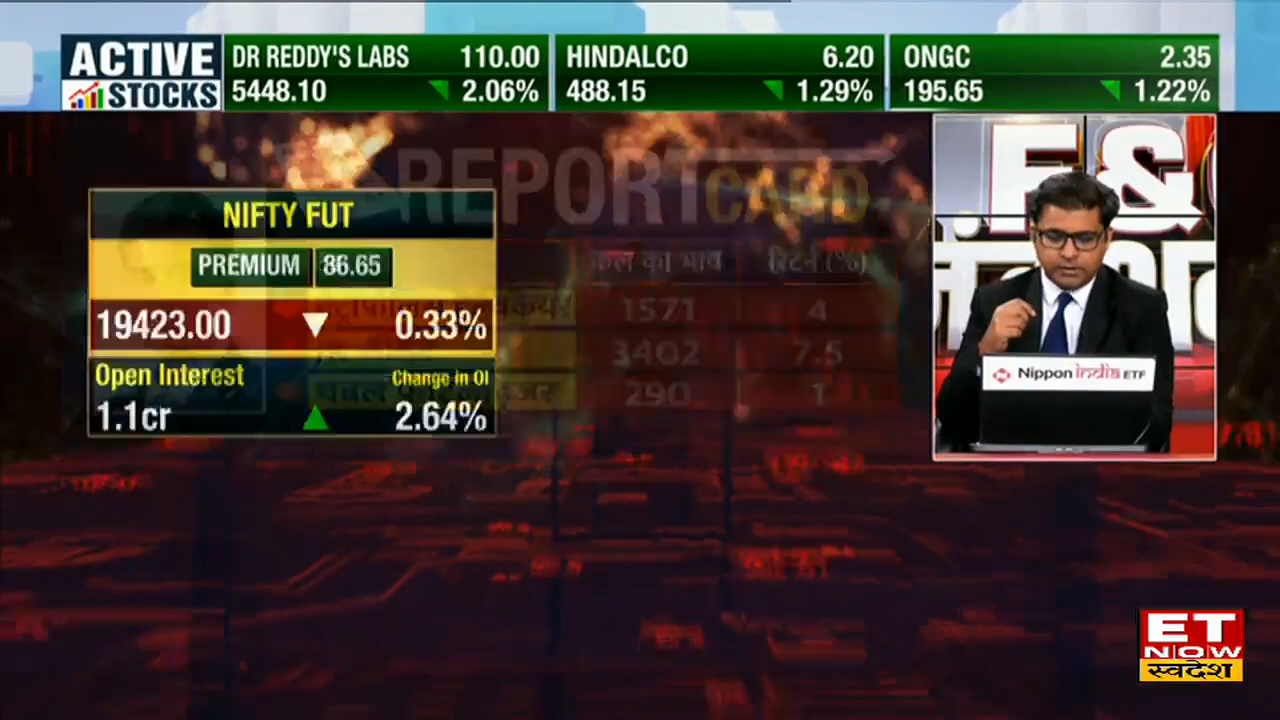 ACTIVE
STOCKS
DR REDDY'S LABS 110.00
5448.10 2.06%
HINDALCO 6.20
488.15 1.29%
ONGC 2.35
195.65 1.22%
REPORT CARD
NIFTY FUT
PREMIUM 86.65
19423.00 0.33%
Open Interest Change in OI
1.1cr 2.64%
कल का भाव रिटर्न (%)
1571 4
3402 7.5
290 1
F&O
Nippon india ETF
ET
NOW
स्वदेश